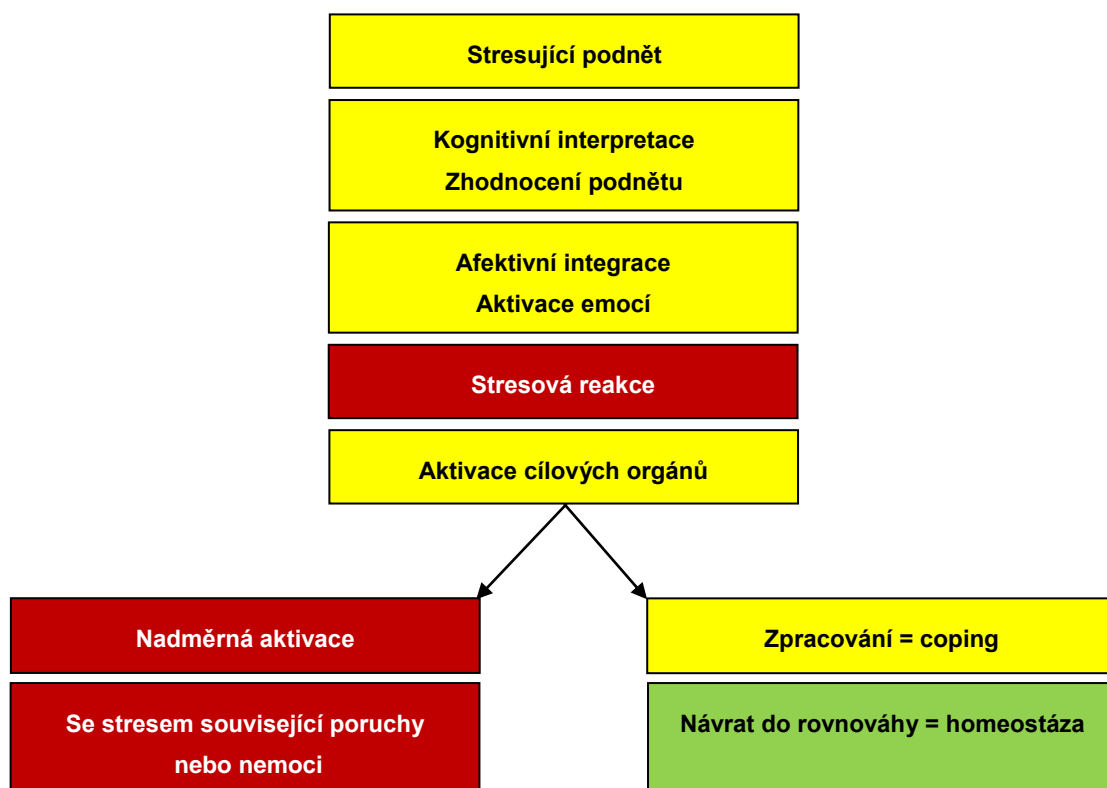 Stresující podnět
Kognitivní interpretace
Zhodnocení podnětu
Afektivní integrace
Aktivace emocí
Stresová reakce
Aktivace cílových orgánů
Nadměrná aktivace
Zpracování = coping
Se stresem související poruchy
nebo nemoci
Návrat do rovnováhy = homeostáza